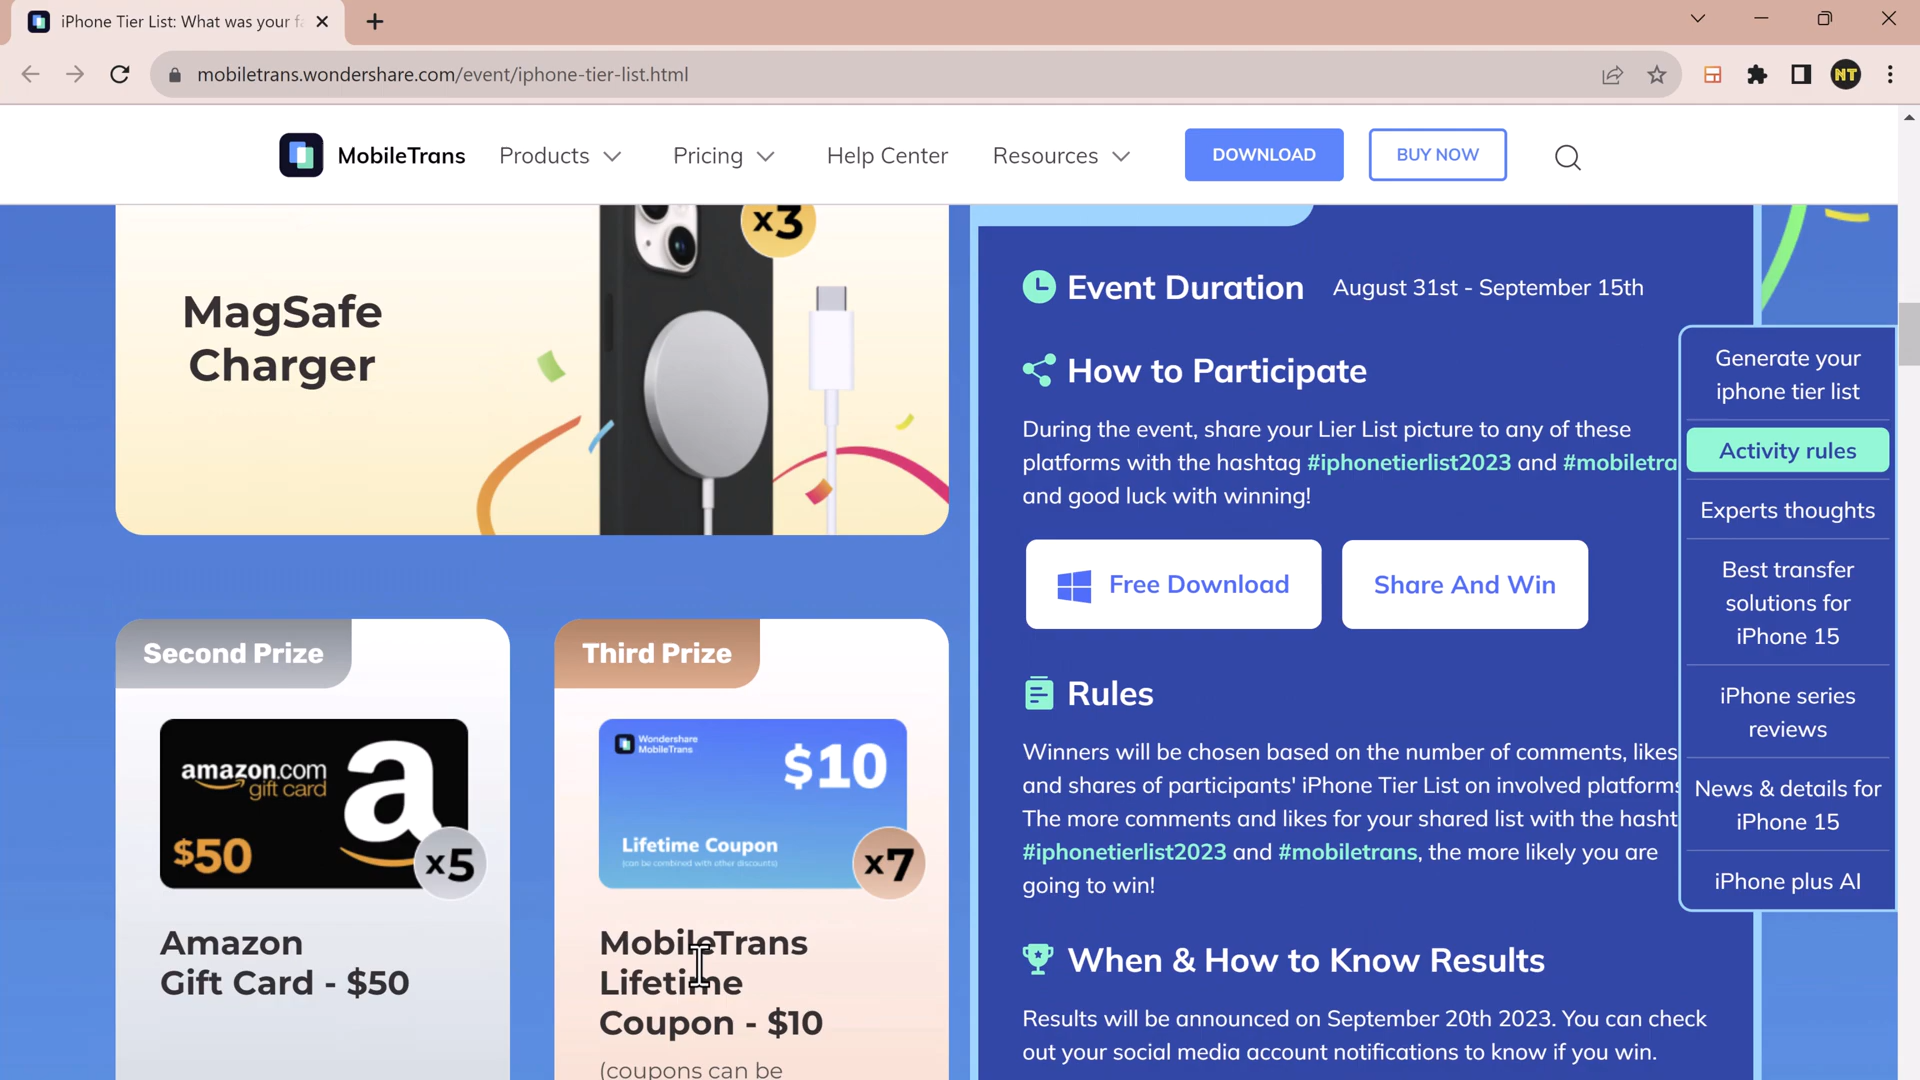 iPhone Tier List: What was your fa
mobiletrans.wondershare.com/event/iphone-tier-list.html
NT
MobileTrans
Products
Pricing
Help Center
Resources
DOWNLOAD
BUY NOW
x3
MagSafe
Charger
Second Prize
amazon.com
gift card
a
$50
x5
Amazon
Gift Card - $50
Third Prize
Wondershare
MobileTrans
$10
Lifetime Coupon
(can be combined with other discounts)
x7
MobileTrans
Lifetime
Coupon - $10
(coupons can be
Event Duration August 31st - September 15th
How to Participate
During the event, share your Lier List picture to any of these
platforms with the hashtag #iphonetierlist2023 and #mobiletra
and good luck with winning!
Free Download
Share And Win
Rules
Winners will be chosen based on the number of comments, likes
and shares of participants' iPhone Tier List on involved platforms
The more comments and likes for your shared list with the hasht
#iphonetierlist2023 and #mobiletrans, the more likely you are
going to win!
When & How to Know Results
Results will be announced on September 20th 2023. You can check
out your social media account notifications to know if you win.
Generate your
iphone tier list
Activity rules
Experts thoughts
Best transfer
solutions for
iPhone 15
iPhone series
reviews
News & details for
iPhone 15
iPhone plus AI